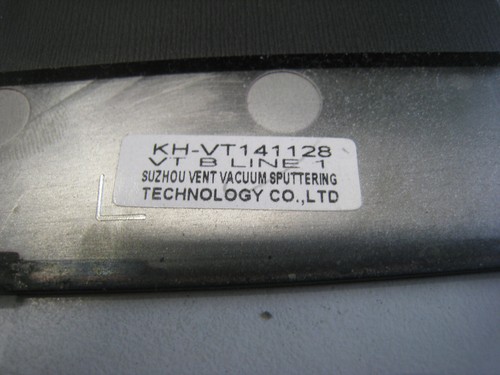 KH-VT141128
VT B LINE 1
SUZHOU VENT VACUUM SPUTTERING
TECHNOLOGY CO.,LTD